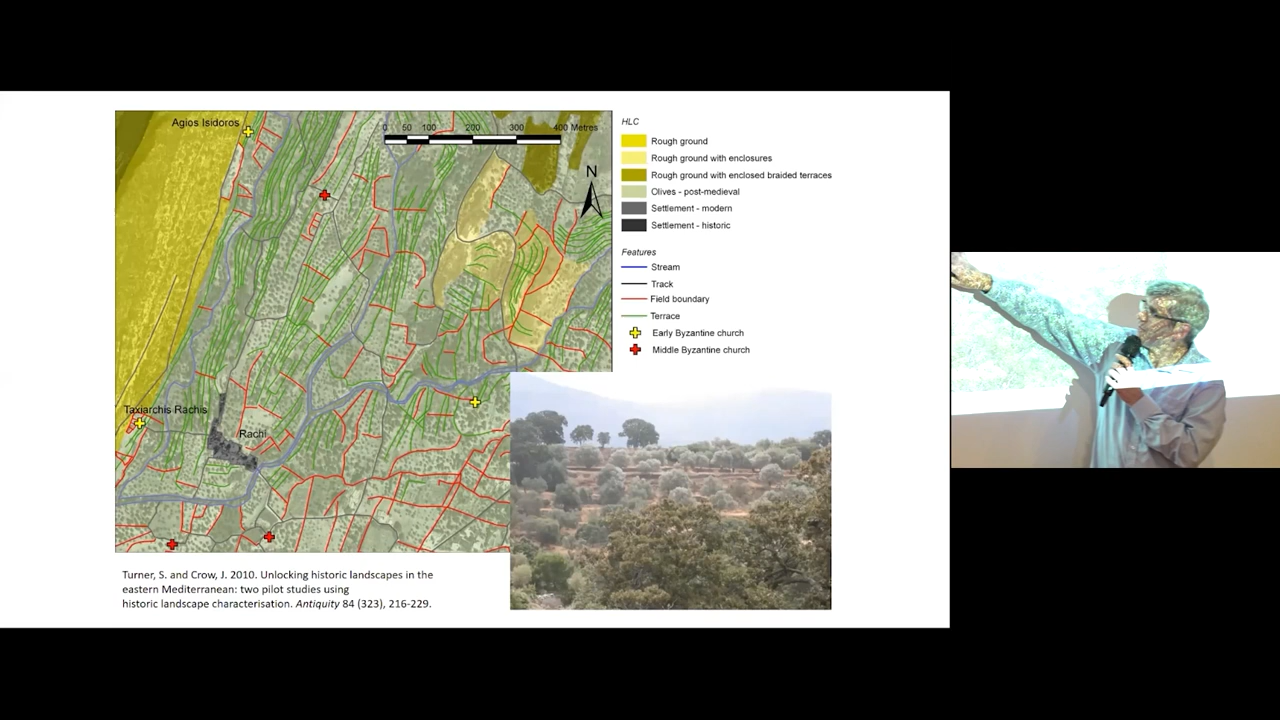 Agios Isidoros
0 50 100 200 300 400 Metres
N
Taxiarchis Rachis
Rachi
HLC
Rough ground
Rough ground with enclosures
Rough ground with enclosed braided terraces
Olives - post-medieval
Settlement - modern
Settlement - historic
Features
Stream
Track
Field boundary
Terrace
Early Byzantine church
Middle Byzantine church
Turner, S. and Crow, J. 2010. Unlocking historic landscapes in the
eastern Mediterranean: two pilot studies using
historic landscape characterisation. Antiquity 84 (323), 216-229.